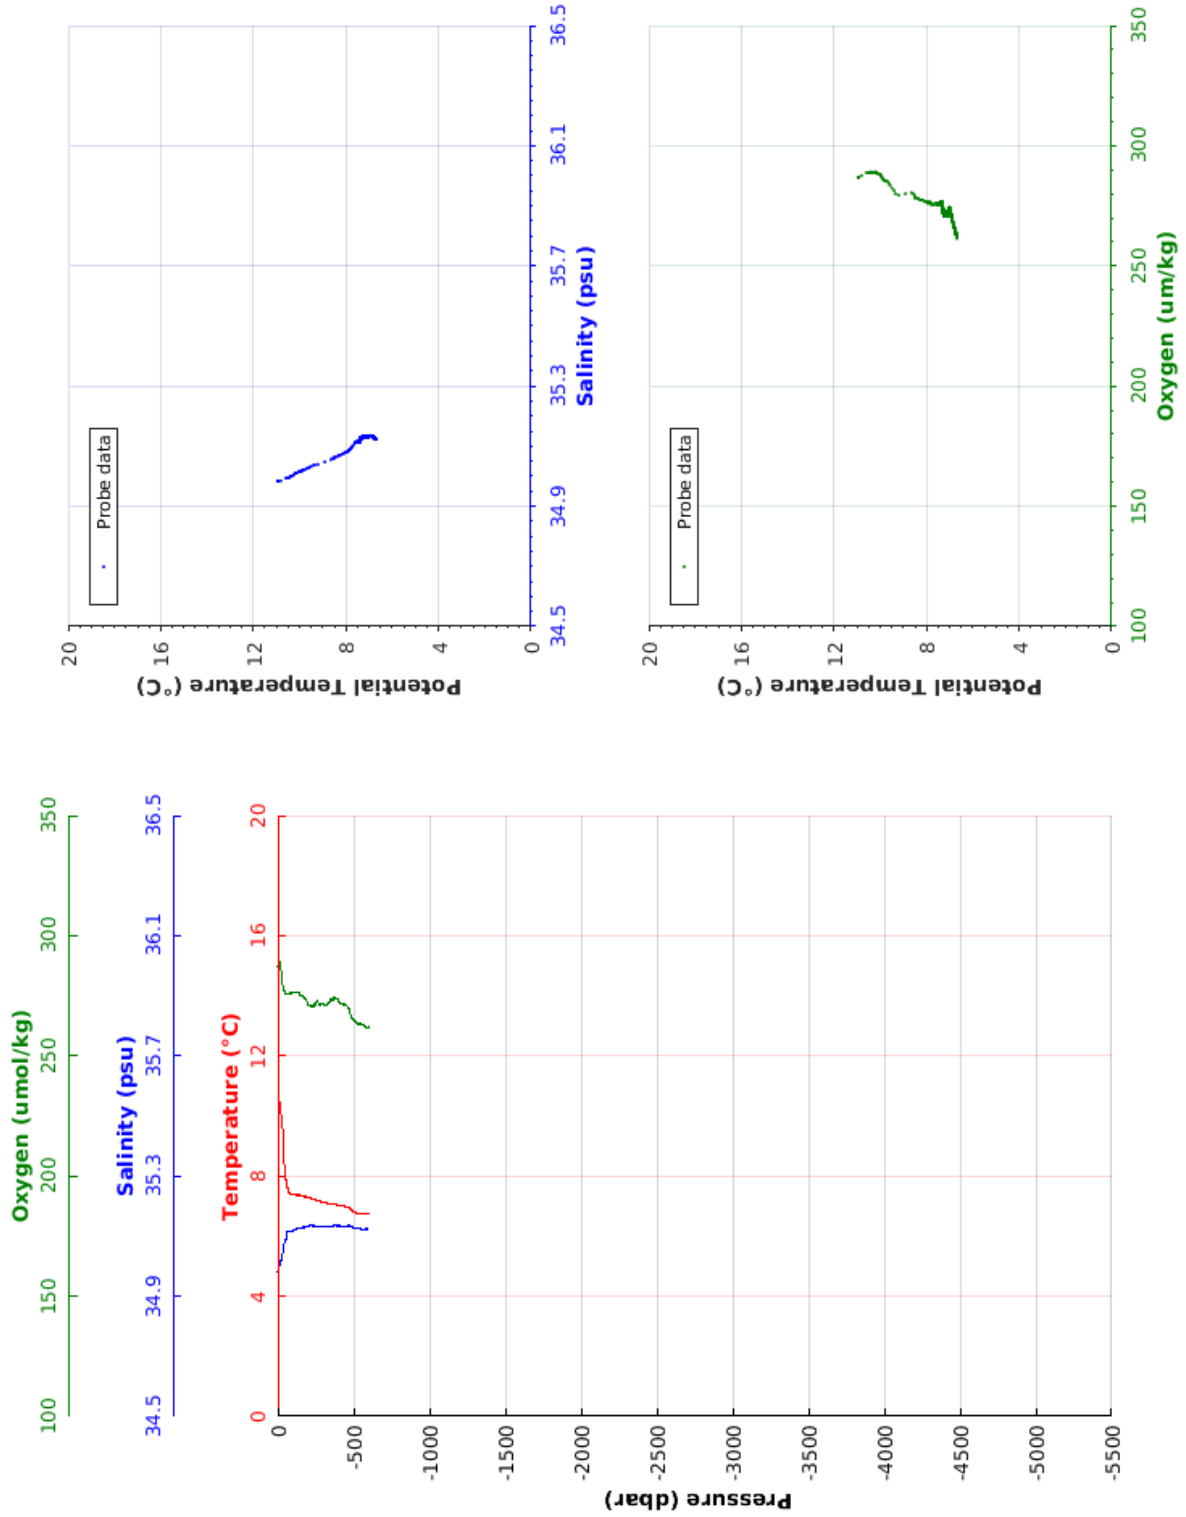 Oxygen (umol/kg)
100 150 200 250 300 350
Salinity (psu)
34.5 34.9 35.3 35.7 36.1 36.5
Temperature (°C)
0 4 8 12 16 20
Pressure (dbar)
0
-500
-1000
-1500
-2000
-2500
-3000
-3500
-4000
-4500
-5000
-5500
Potential Temperature (°C)
20
16
12
8
4
0
Probe data
34.5 34.9 35.3 35.7 36.1 36.5
Salinity (psu)
Potential Temperature (°C)
20
16
12
8
4
0
Probe data
100 150 200 250 300 350
Oxygen (um/kg)